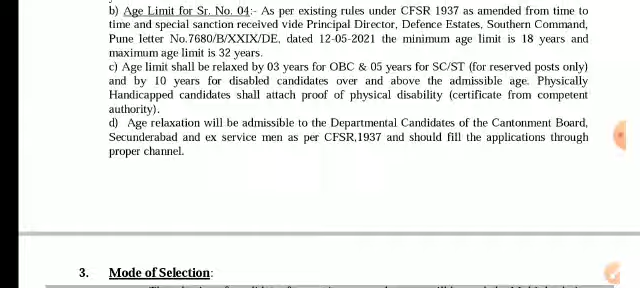 b) Age Limit for Sr. No. 04:- As per existing rules under CFSR 1937 as amended from time to
time and special sanction received vide Principal Director, Defence Estates, Southern Command,
Pune letter No.7680/B/XXIX/DE, dated 12-05-2021 the minimum age limit is 18 years and
maximum age limit is 32 years.
c) Age limit shall be relaxed by 03 years for OBC & 05 years for SC/ST (for reserved posts only)
and by 10 years for disabled candidates over and above the admissible age. Physically
Handicapped candidates shall attach proof of physical disability (certificate from competent
authority).
d) Age relaxation will be admissible to the Departmental Candidates of the Cantonment Board,
Secunderabad and ex service men as per CFSR,1937 and should fill the applications through
proper channel.
3. Mode of Selection: